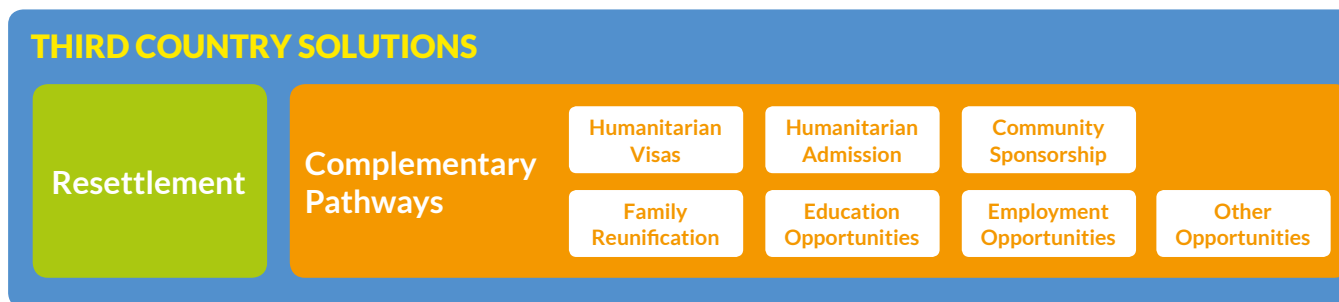 THIRD COUNTRY SOLUTIONS
Resettlement
Complementary
Pathways
Humanitarian
Visas
Humanitarian
Admission
Community
Sponsorship
Family
Reunification
Education
Opportunities
Employment
Opportunities
Other
Opportunities